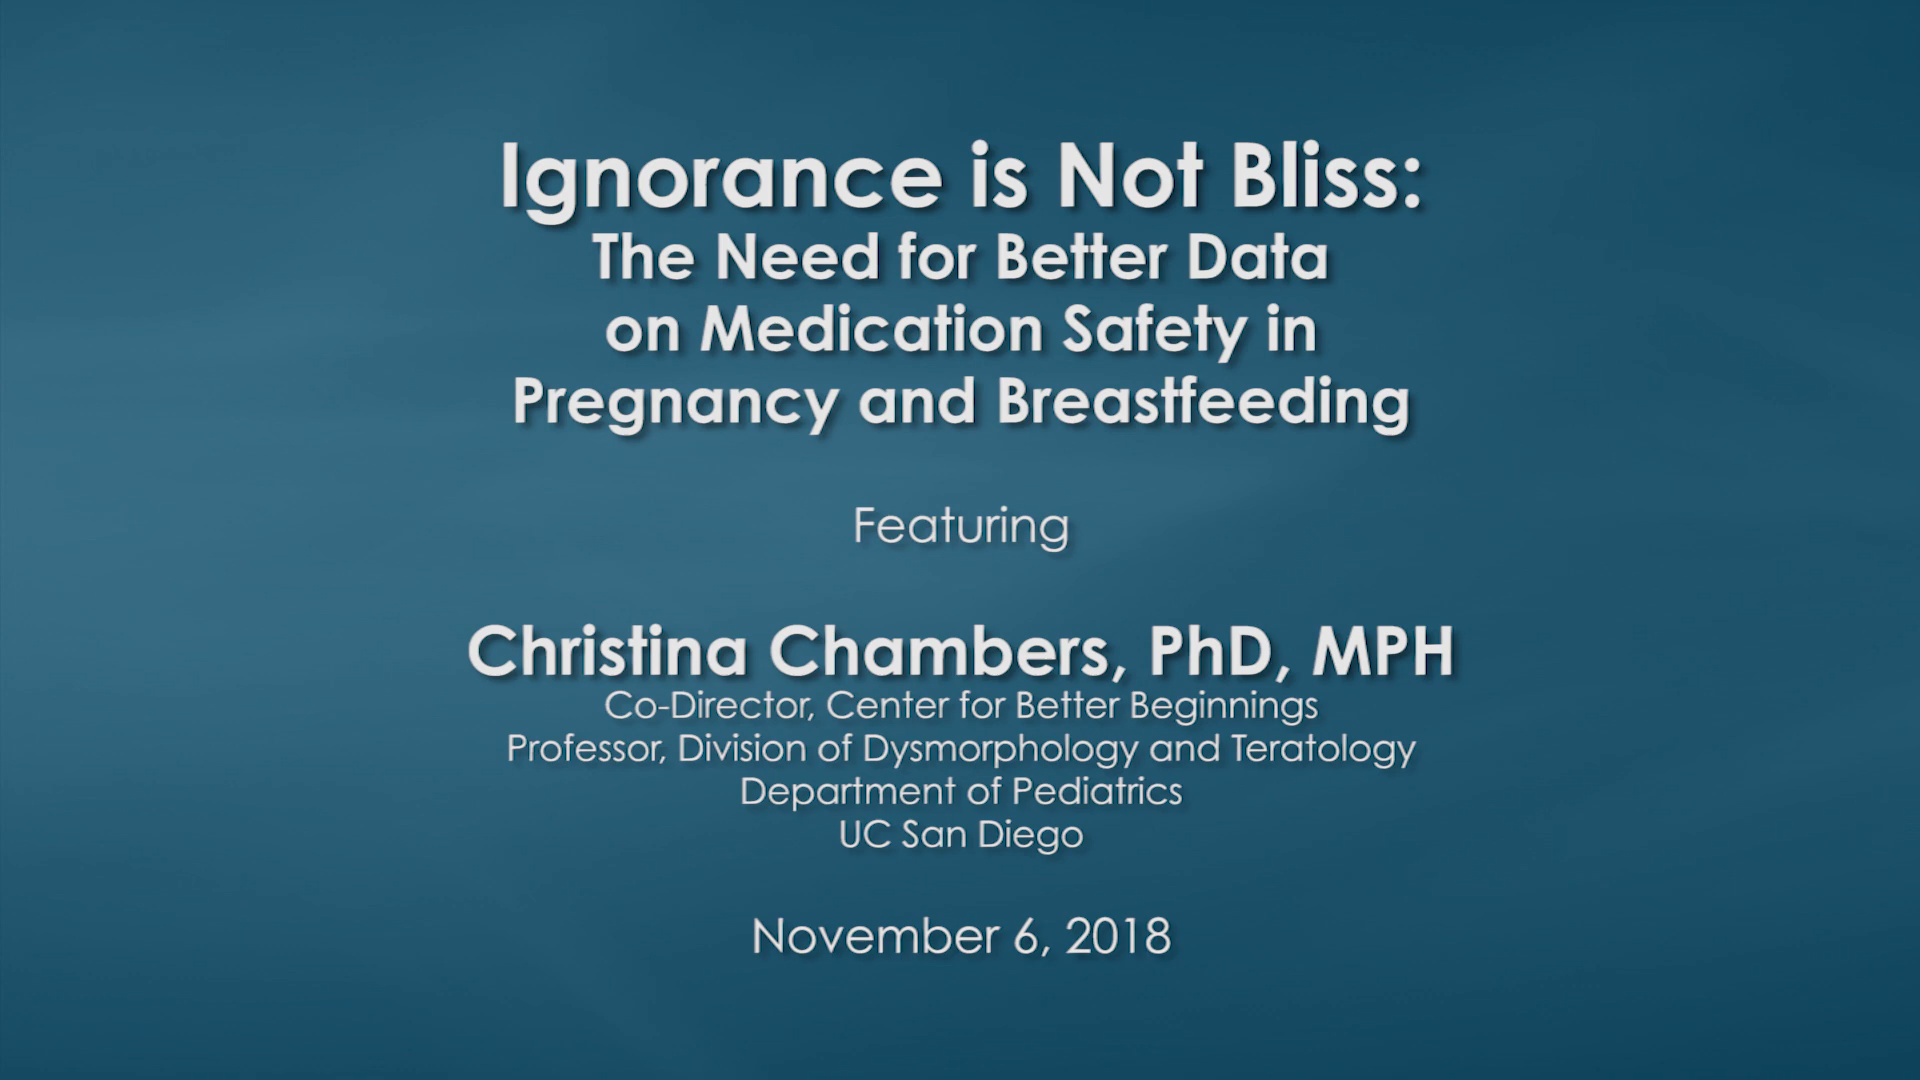 Ignorance is Not Bliss:
The Need for Better Data
on Medication Safety in
Pregnancy and Breastfeeding
Featuring
Christina Chambers, PhD, MPH
Co-Director, Center for Better Beginnings
Professor, Division of Dysmorphology and Teratology
Department of Pediatrics
UC San Diego
November 6, 2018